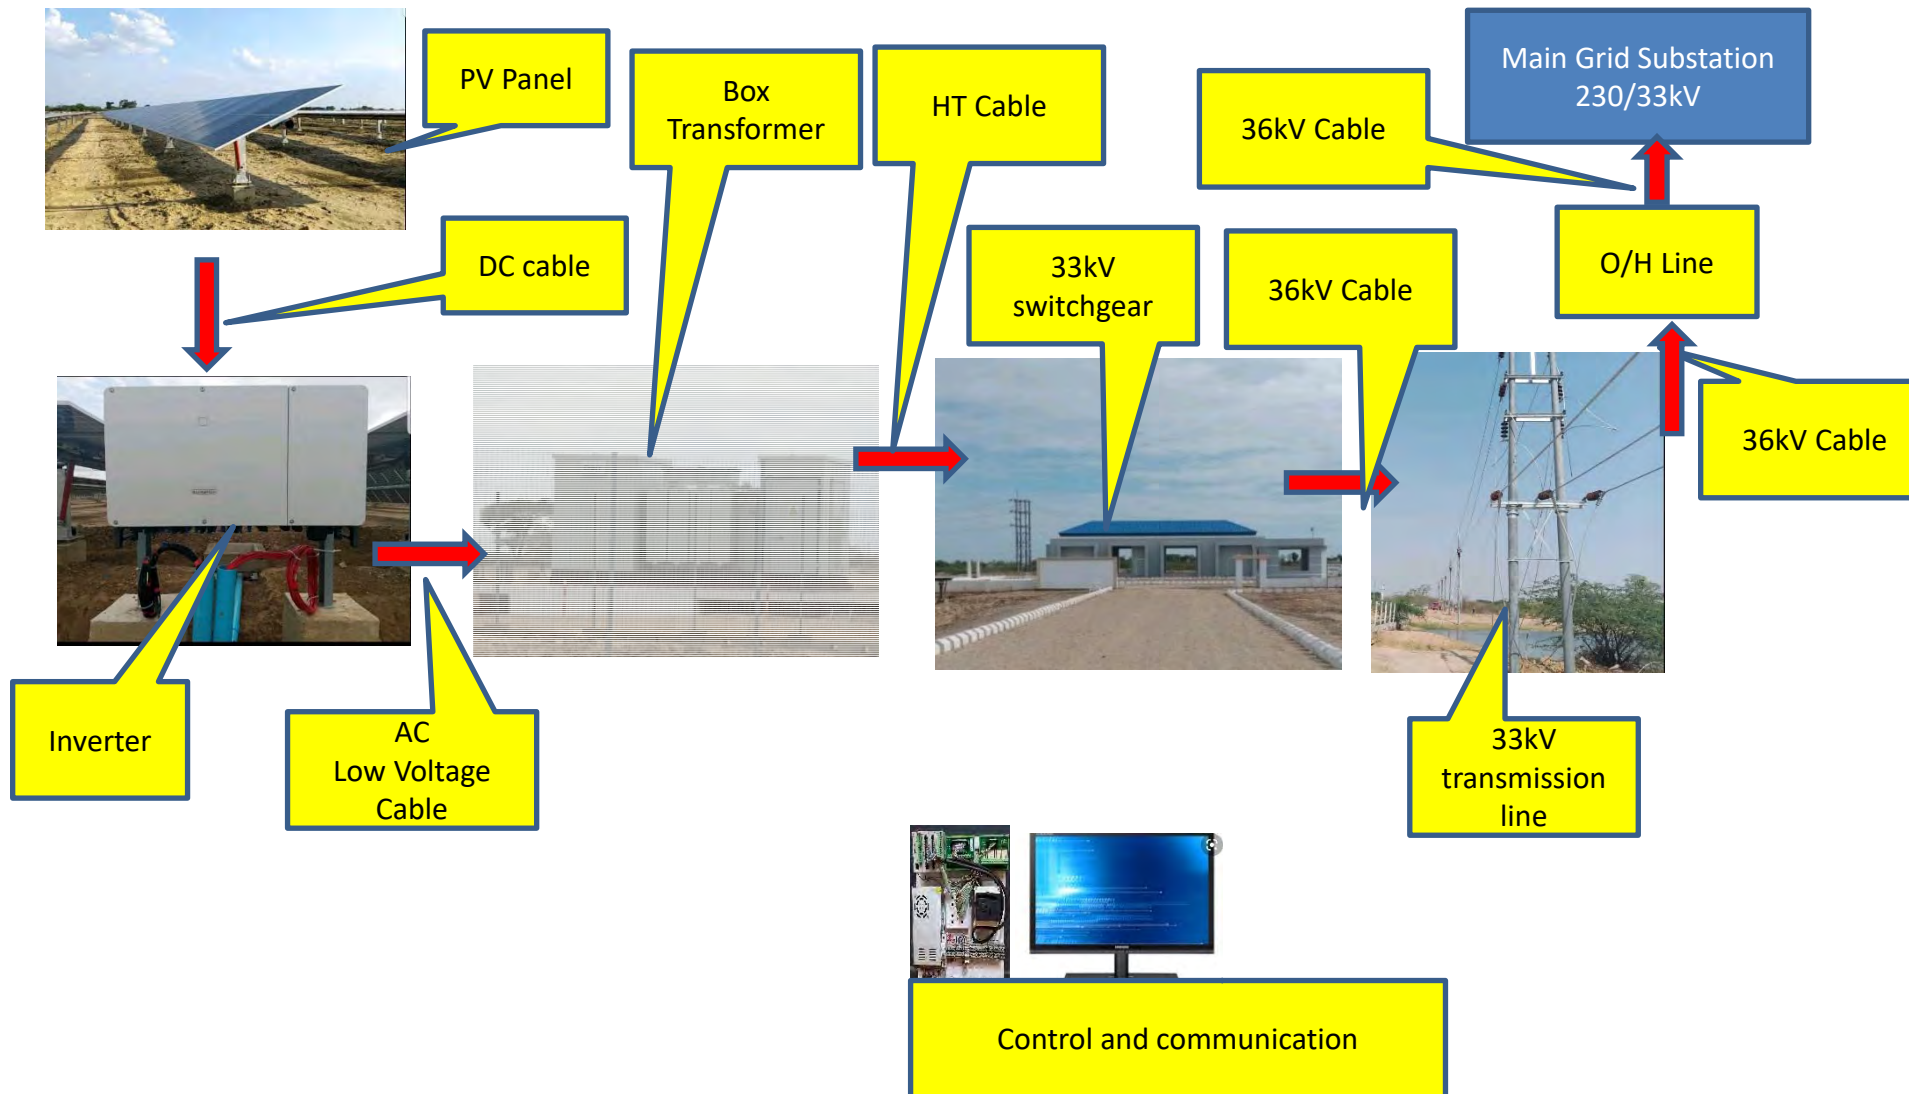 PV Panel
Box
Transformer
HT Cable
36kV Cable
Main Grid Substation
230/33kV
DC cable
33kV
switchgear
36kV Cable
O/H Line
36kV Cable
Inverter
AC
Low Voltage
Cable
33kV
transmission
line
Control and communication